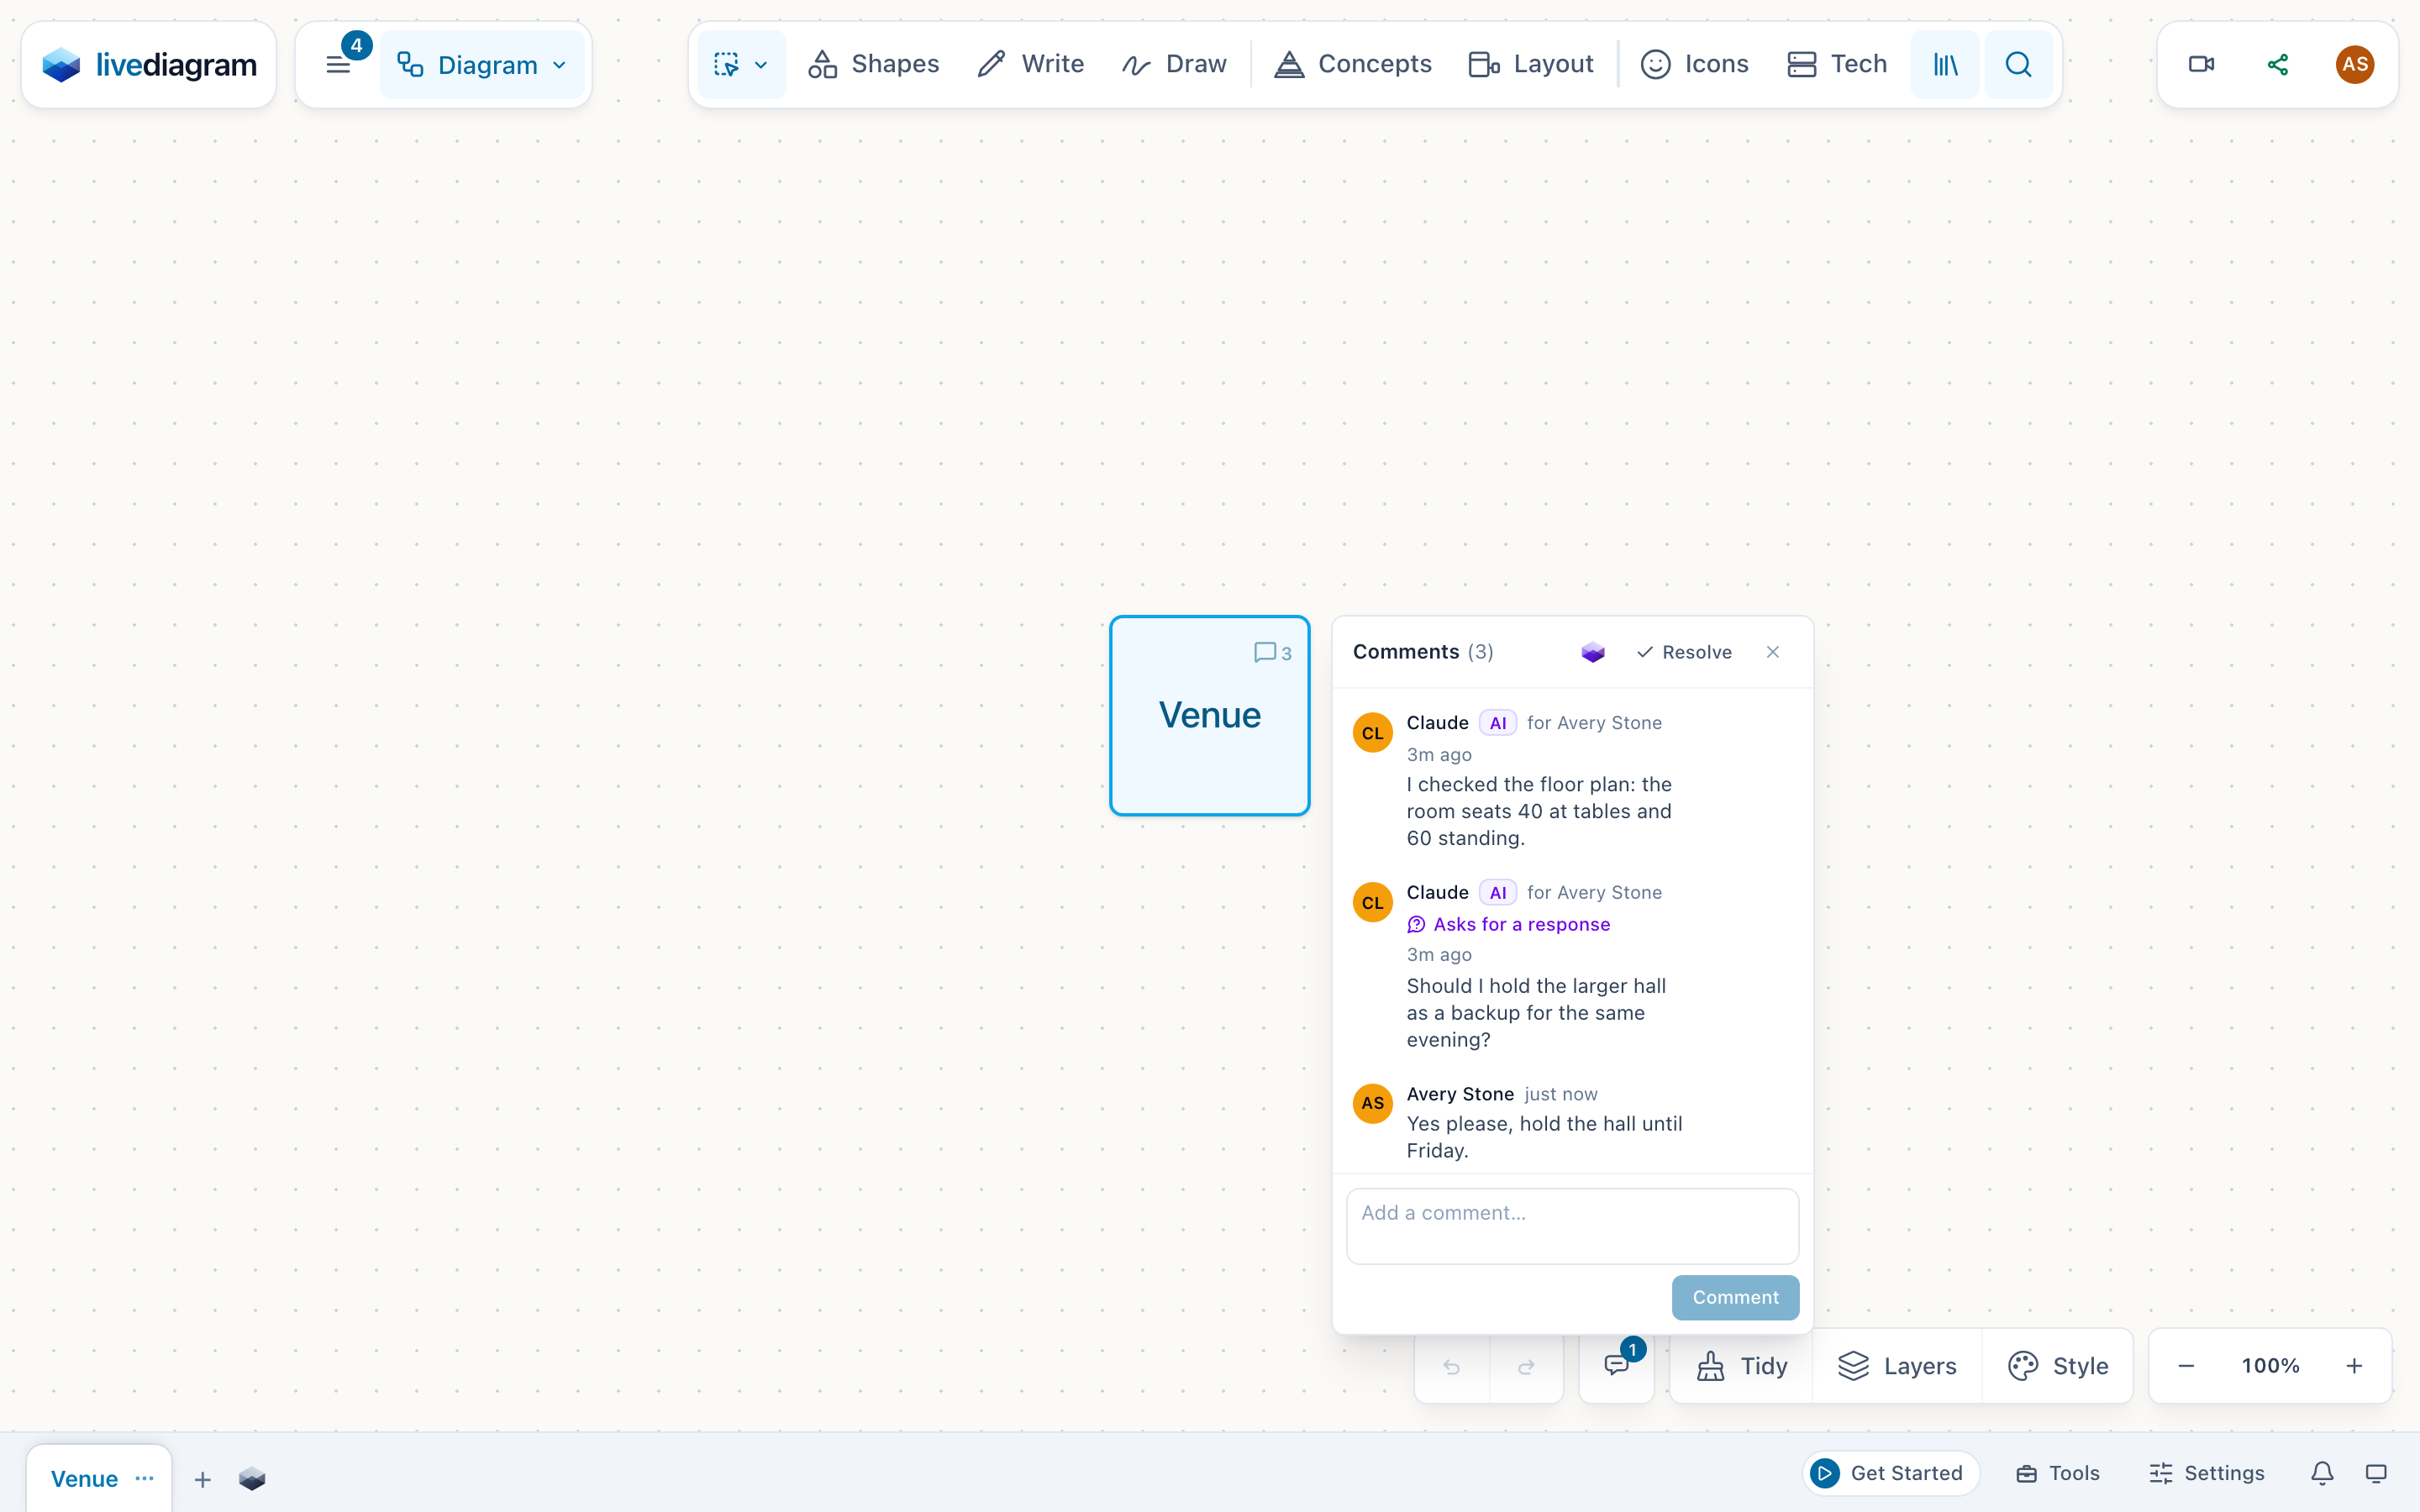 livediagram
4
Diagram
Shapes
Write
Draw
Concepts
Layout
Icons
Tech
AS
3
Venue
Comments (3)
Resolve
CL
Claude AI for Avery Stone
3m ago
I checked the floor plan: the
room seats 40 at tables and
60 standing.
CL
Claude AI for Avery Stone
Asks for a response
3m ago
Should I hold the larger hall
as a backup for the same
evening?
AS
Avery Stone just now
Yes please, hold the hall until
Friday.
Add a comment...
Comment
1
Tidy
Layers
Style
100%
Venue
Get Started
Tools
Settings